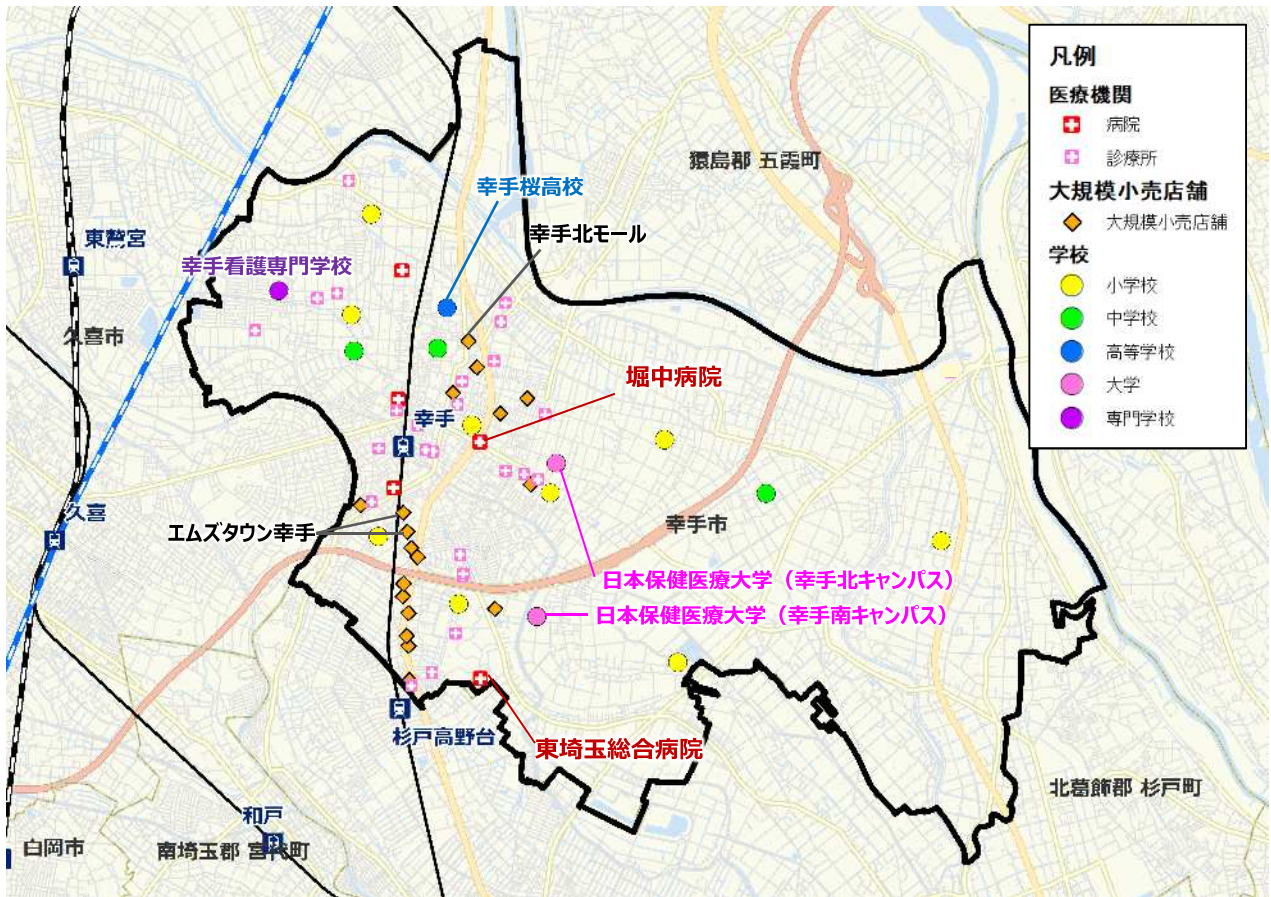 凡例
医療機関
病院
診療所
大規模小売店舗
大規模小売店舗
学校
小学校
中学校
高等学校
大学
専門学校
猿島郡 五霞町
幸手桜高校
幸手北モール
東鷲宮
幸手看護専門学校
久喜市
堀中病院
幸手
久喜
エムズタウン幸手
幸手市
日本保健医療大学（幸手北キャンパス）
日本保健医療大学（幸手南キャンパス）
杉戸高野台
東埼玉総合病院
北葛飾郡 杉戸町
和戸
白岡市
南埼玉郡 宮代町